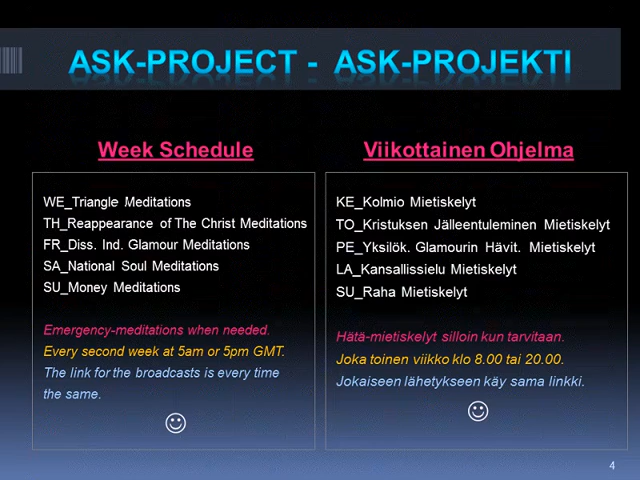 ASK-PROJECT - ASK-PROJEKTI
Week Schedule
WE_Triangle Meditations
TH_Reappearance of The Christ Meditations
FR_Diss. Ind. Glamour Meditations
SA_National Soul Meditations
SU_Money Meditations
Emergency-meditations when needed.
Every second week at 5am or 5pm GMT.
The link for the broadcasts is every time
the same.
☺
Viikottainen Ohjelma
KE_Kolmio Mietiskelyt
TO_Kristuksen Jälleentuleminen Mietiskelyt
PE_Yksilök. Glamourin Hävit. Mietiskelyt
LA_Kansallissielu Mietiskelyt
SU_Raha Mietiskelyt
Hätä-mietiskelyt silloin kun tarvitaan.
Joka toinen viikko klo 8.00 tai 20.00.
Jokaiseen lähetykseen käy sama linkki.
☺
4